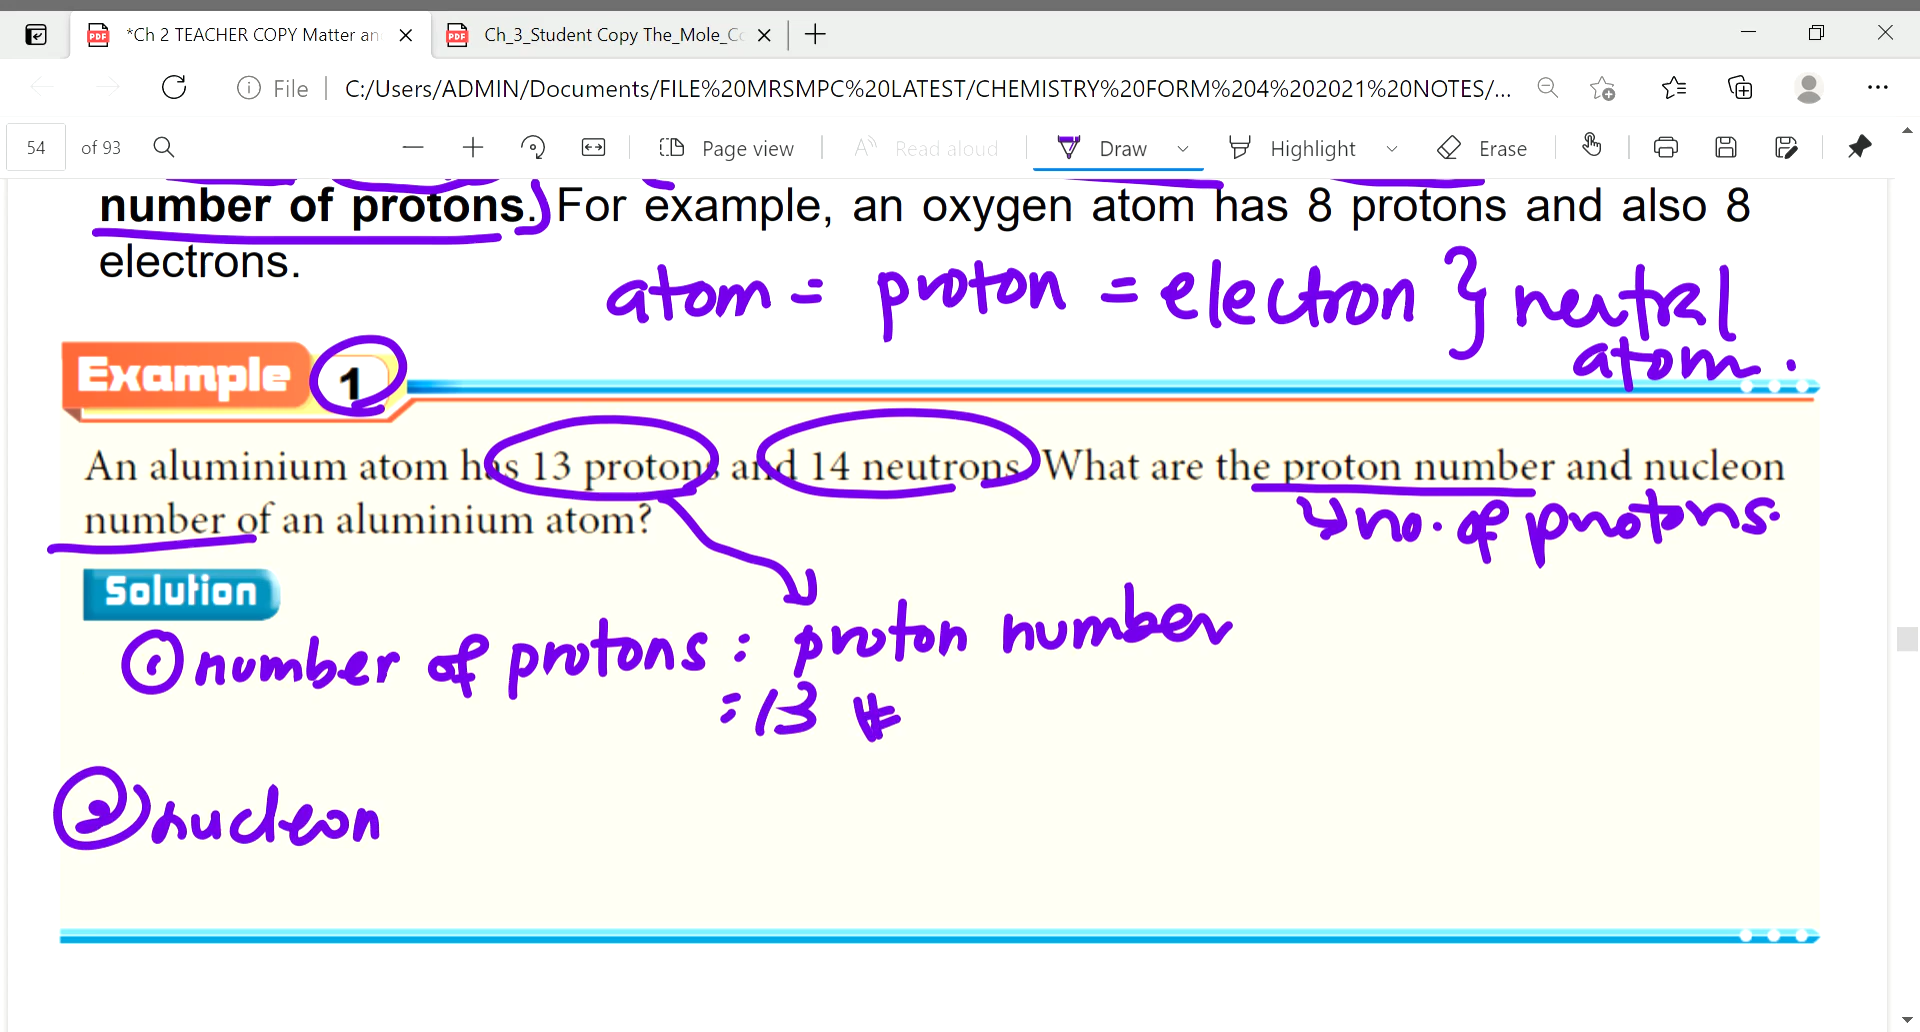 *Ch 2 TEACHER COPY Matter an
Ch_3_Student Copy The_Mole_Co
File
C:/Users/ADMIN/Documents/FILE%20MRSMPC%20LATEST/CHEMISTRY%20FORM%204%202021%20NOTES/...
54 of 93
Page view
Read aloud
Draw
Highlight
Erase
number of protons. For example, an oxygen atom has 8 protons and also 8
electrons.
atom = proton = electron } neutral
atom.
Example 1
An aluminium atom has 13 protons and 14 neutrons. What are the proton number and nucleon
number of an aluminium atom?
no. of protons.
Solution
① number of protons : proton number
: 13 #
② nucleon